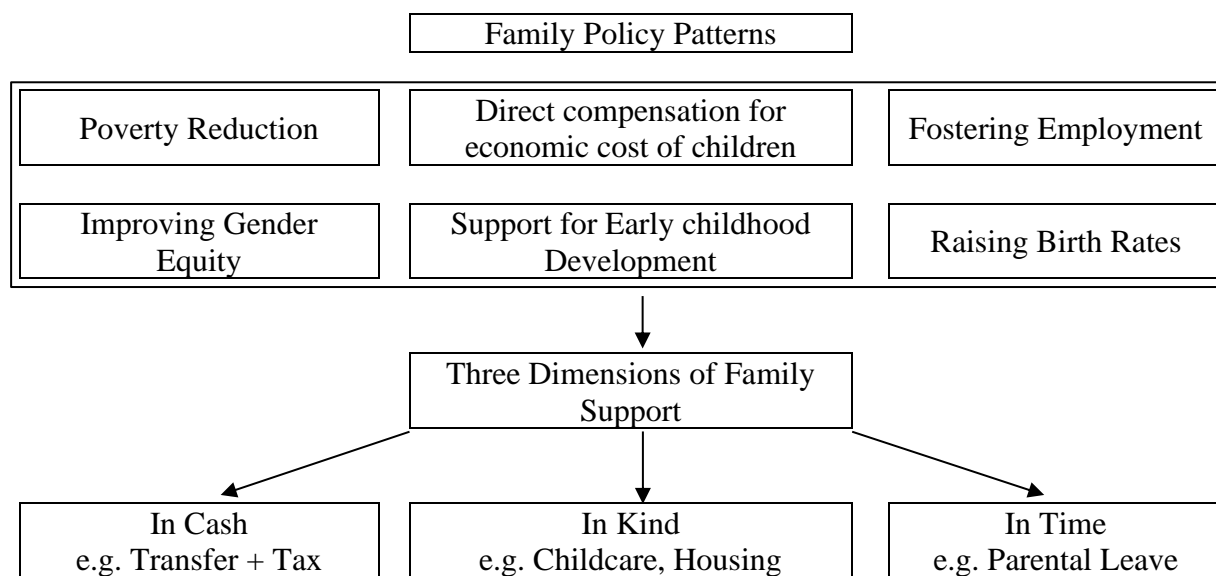 Family Policy Patterns
Poverty Reduction
Direct compensation for
economic cost of children
Fostering Employment
Improving Gender
Equity
Support for Early childhood
Development
Raising Birth Rates
Three Dimensions of Family
Support
In Cash
e.g. Transfer + Tax
In Kind
e.g. Childcare, Housing
In Time
e.g. Parental Leave